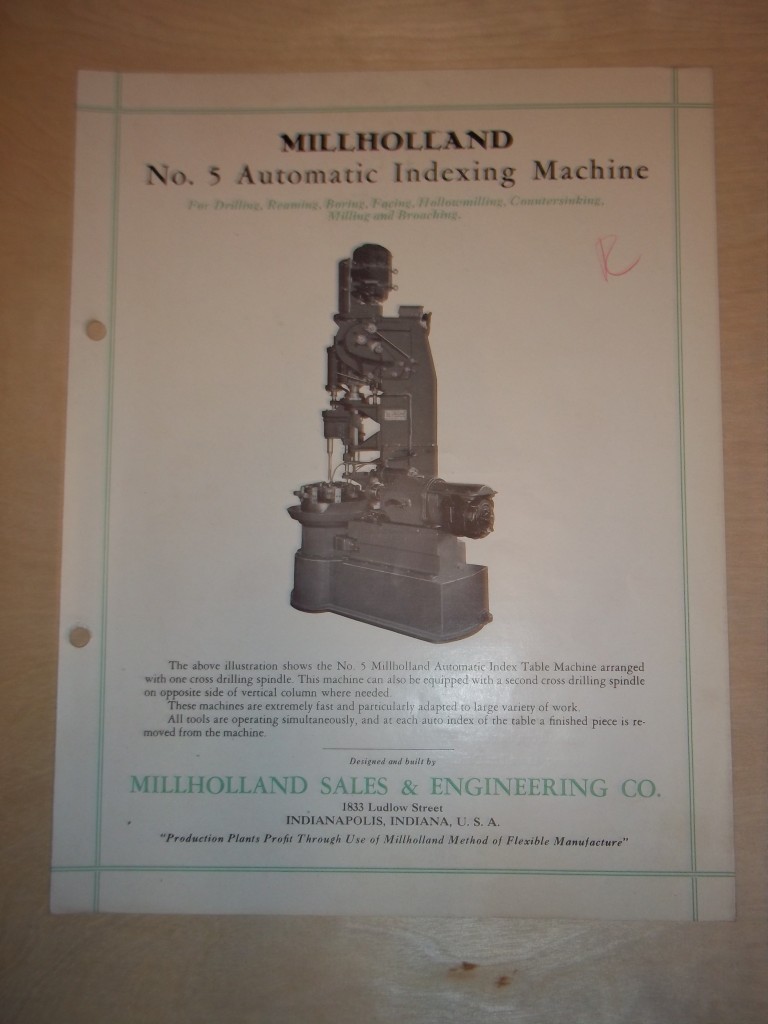 MILLHOLLAND
No. 5 Automatic Indexing Machine
For Drilling, Reaming, Boring, Facing, Hollowmilling, Countersinking,
Milling and Broaching.
R
The above illustration shows the No. 5 Millholland Automatic Index Table Machine arranged
with one cross drilling spindle. This machine can also be equipped with a second cross drilling spindle
on opposite side of vertical column where needed.
These machines are extremely fast and particularly adapted to large variety of work.
All tools are operating simultaneously, and at each auto index of the table a finished piece is re-
moved from the machine.
Designed and built by
MILLHOLLAND SALES & ENGINEERING CO.
1833 Ludlow Street
INDIANAPOLIS, INDIANA, U. S. A.
"Production Plants Profit Through Use of Millholland Method of Flexible Manufacture"